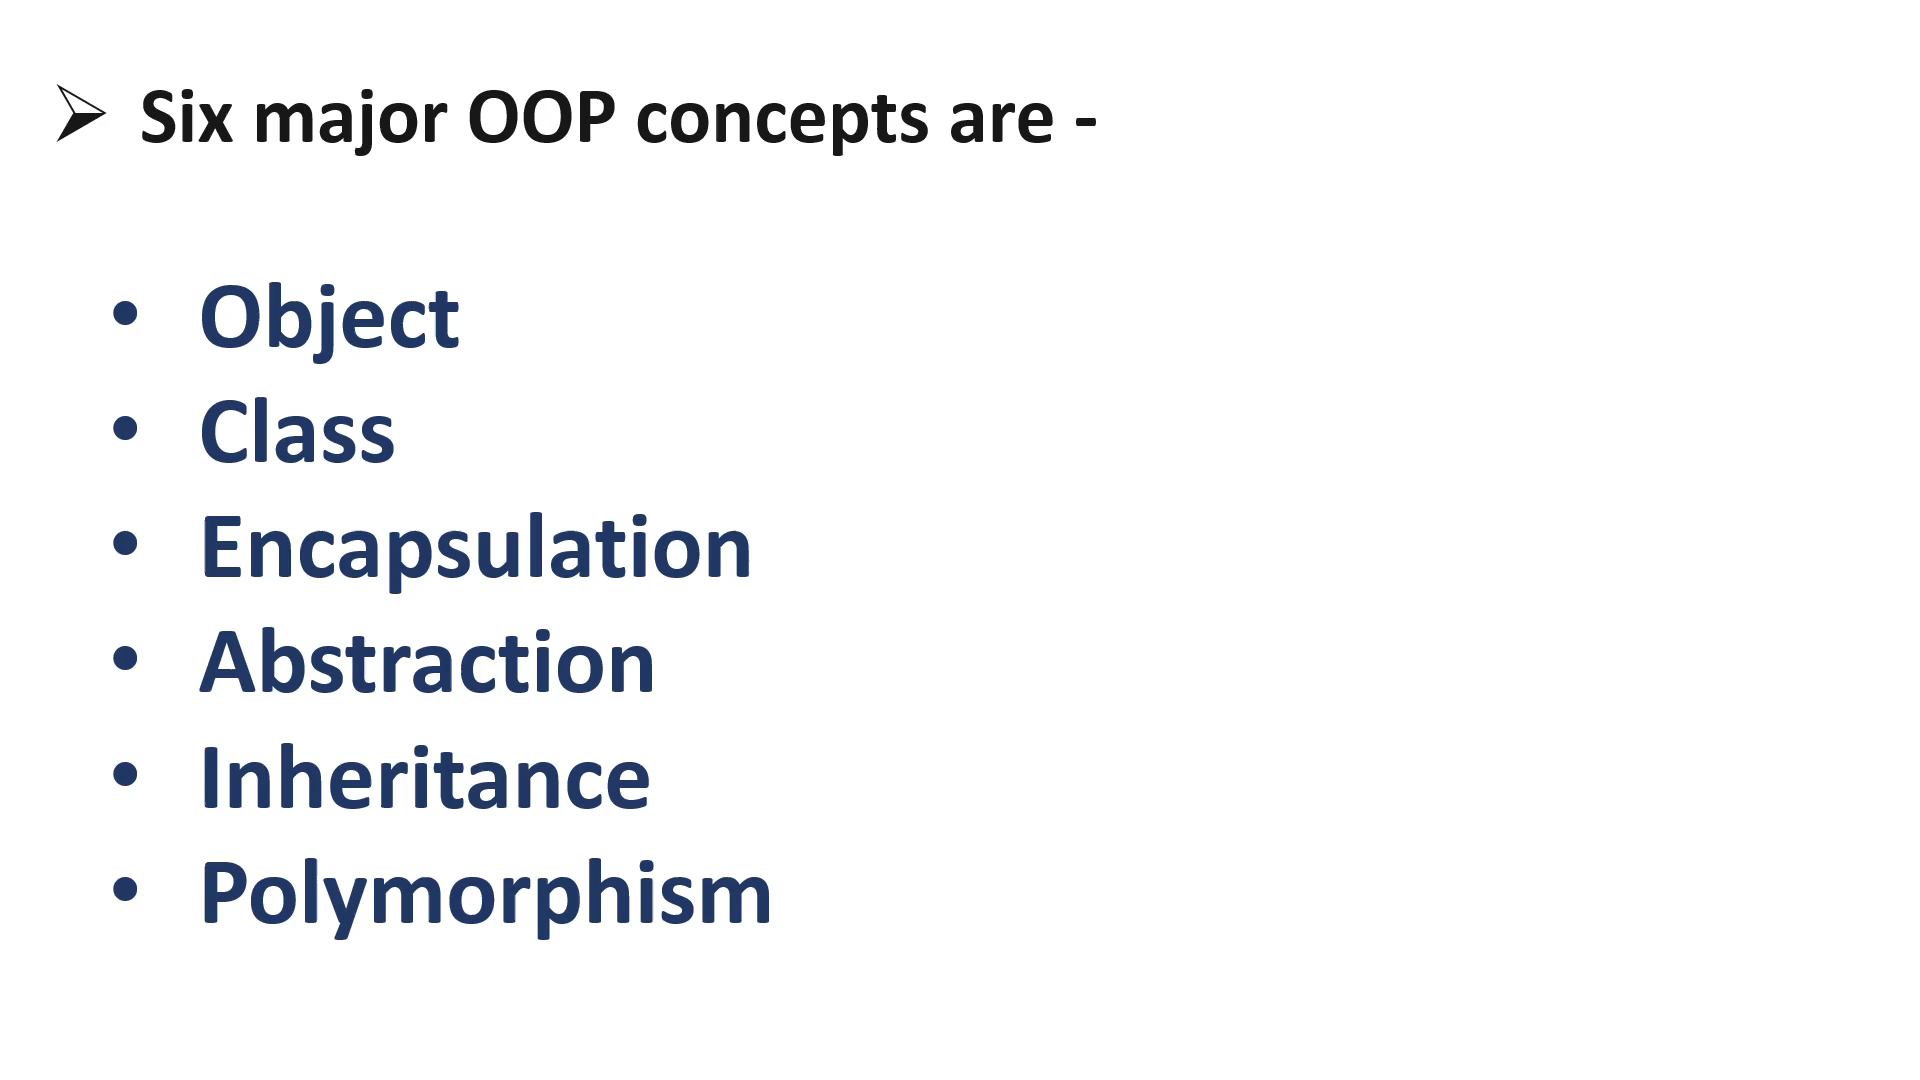 ➢ Six major OOP concepts are -
• Object
• Class
• Encapsulation
• Abstraction
• Inheritance
• Polymorphism